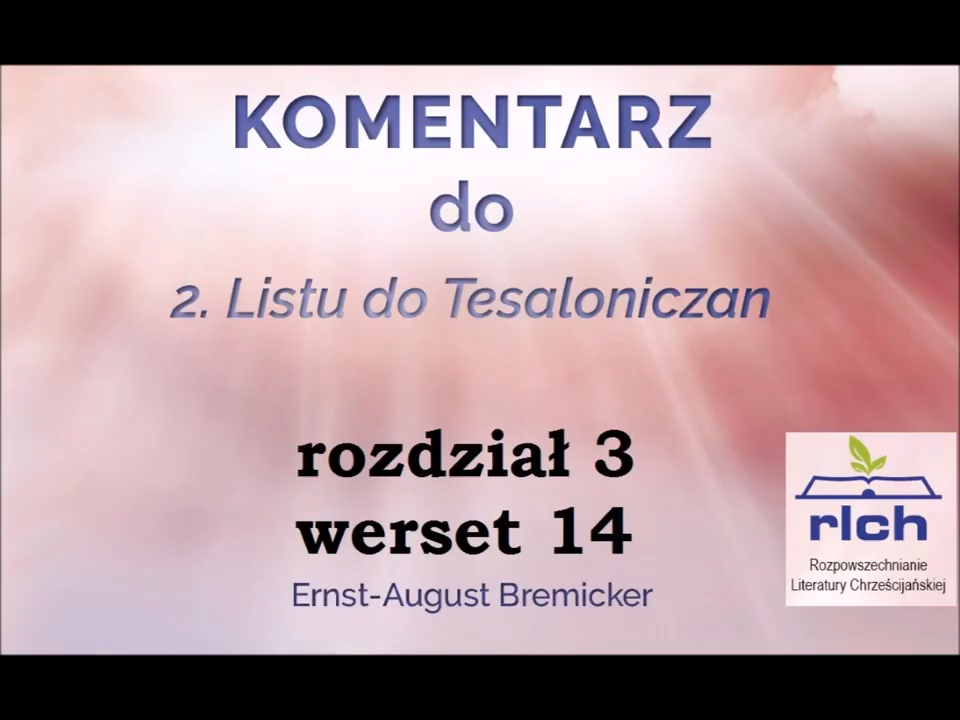 KOMENTARZ
do
2. Listu do Tesaloniczan
rozdział 3
werset 14
Ernst-August Bremicker
rlch
Rozpowszechnianie
Literatury Chrześcijańskiej